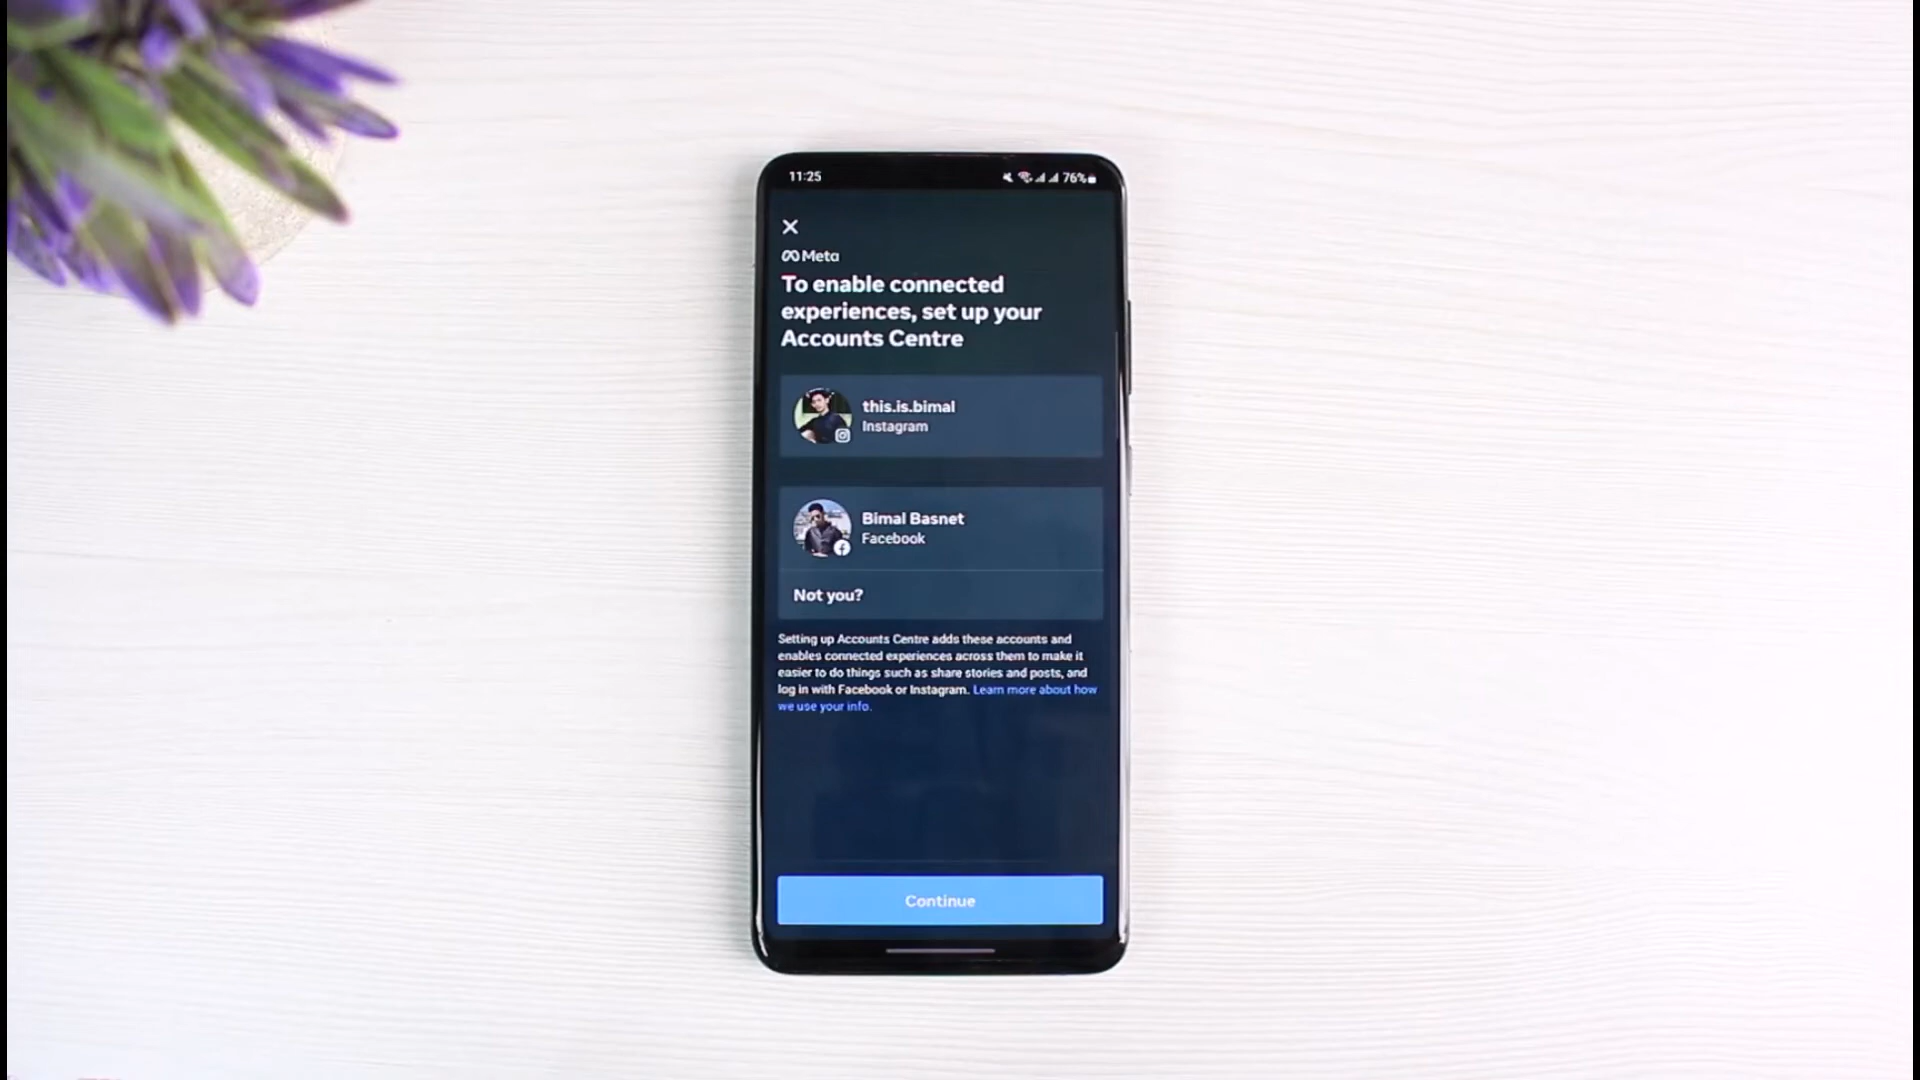 11:25
76%
Meta
To enable connected
experiences, set up your
Accounts Centre
this.is.bimal
Instagram
Bimal Basnet
Facebook
Not you?
Setting up Accounts Centre adds these accounts and
enables connected experiences across them to make it
easier to do things such as share stories and posts, and
log in with Facebook or Instagram. Learn more about how
we use your info.
Continue